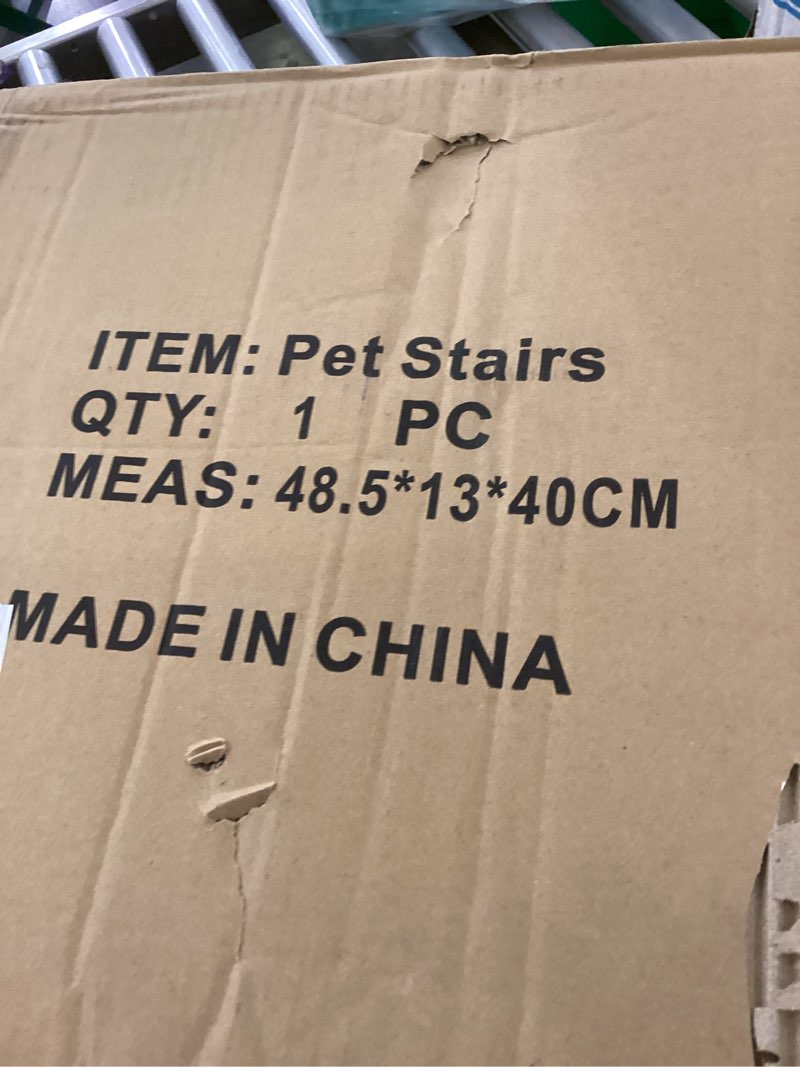 ITEM: Pet Stairs
QTY: 1 PC
MEAS: 48.5*13*40CM
MADE IN CHINA